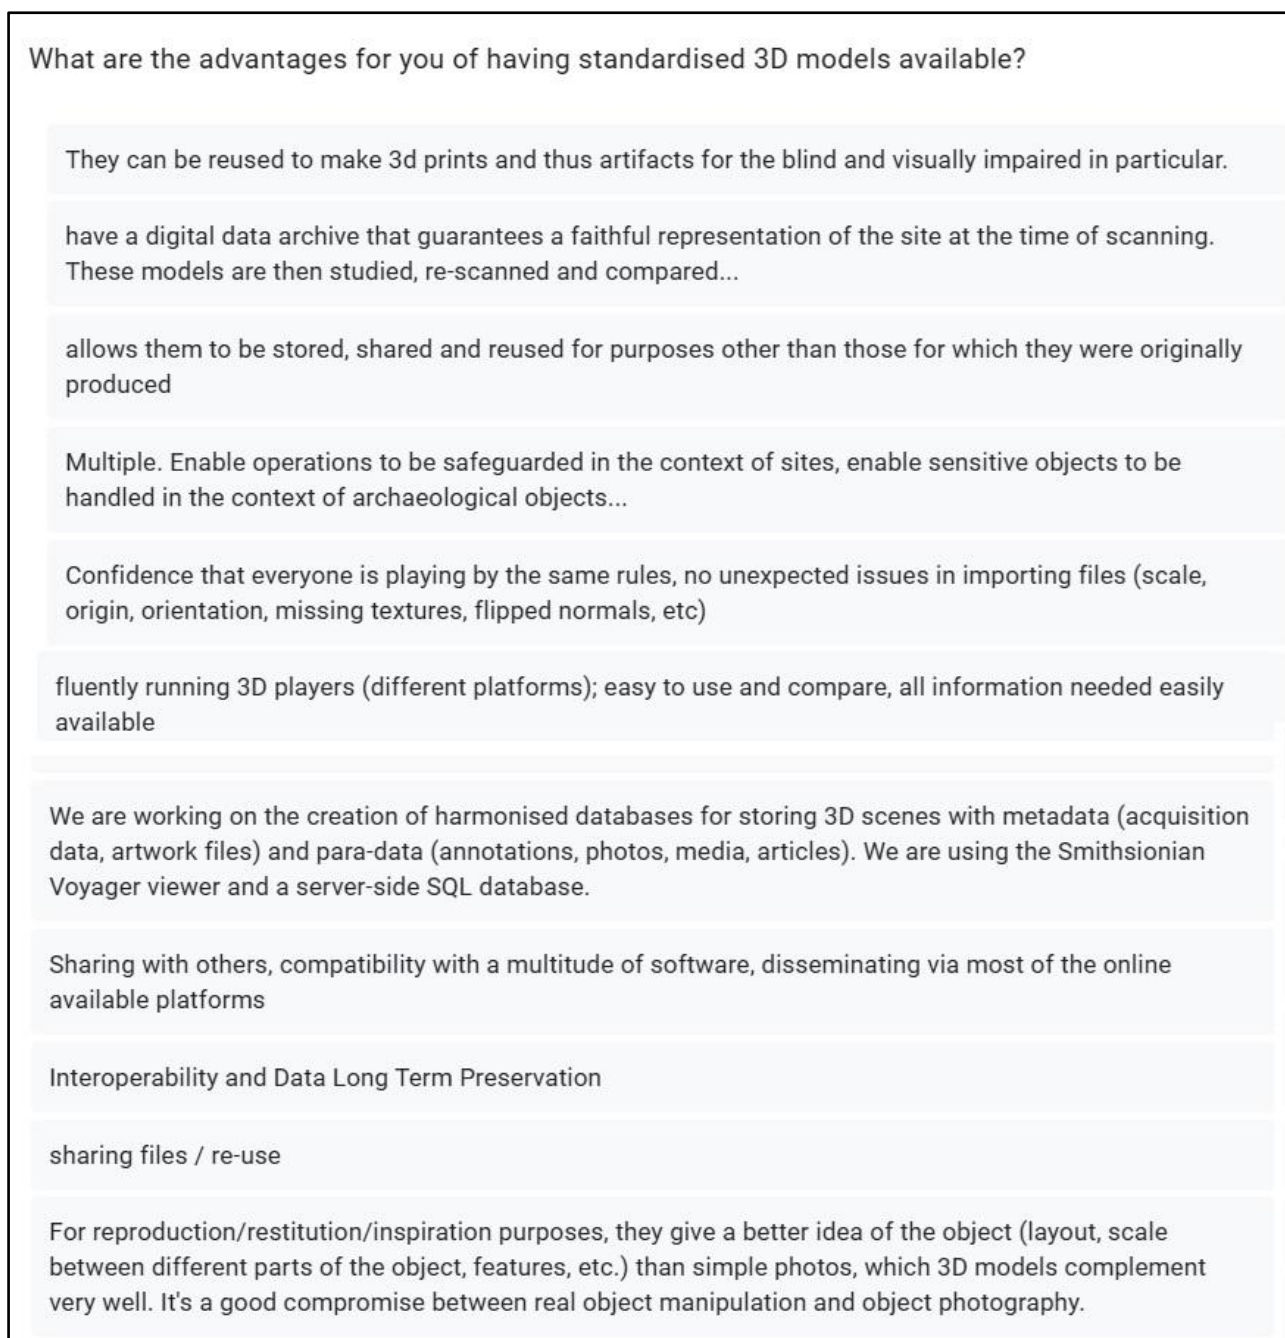 What are the advantages for you of having standardised 3D models available?
They can be reused to make 3d prints and thus artifacts for the blind and visually impaired in particular.
have a digital data archive that guarantees a faithful representation of the site at the time of scanning.
These models are then studied, re-scanned and compared...
allows them to be stored, shared and reused for purposes other than those for which they were originally
produced
Multiple. Enable operations to be safeguarded in the context of sites, enable sensitive objects to be
handled in the context of archaeological objects...
Confidence that everyone is playing by the same rules, no unexpected issues in importing files (scale,
origin, orientation, missing textures, flipped normals, etc)
fluently running 3D players (different platforms); easy to use and compare, all information needed easily
available
We are working on the creation of harmonised databases for storing 3D scenes with metadata (acquisition
data, artwork files) and para-data (annotations, photos, media, articles). We are using the Smithsionian
Voyager viewer and a server-side SQL database.
Sharing with others, compatibility with a multitude of software, disseminating via most of the online
available platforms
Interoperability and Data Long Term Preservation
sharing files / re-use
For reproduction/restitution/inspiration purposes, they give a better idea of the object (layout, scale
between different parts of the object, features, etc.) than simple photos, which 3D models complement
very well. It's a good compromise between real object manipulation and object photography.